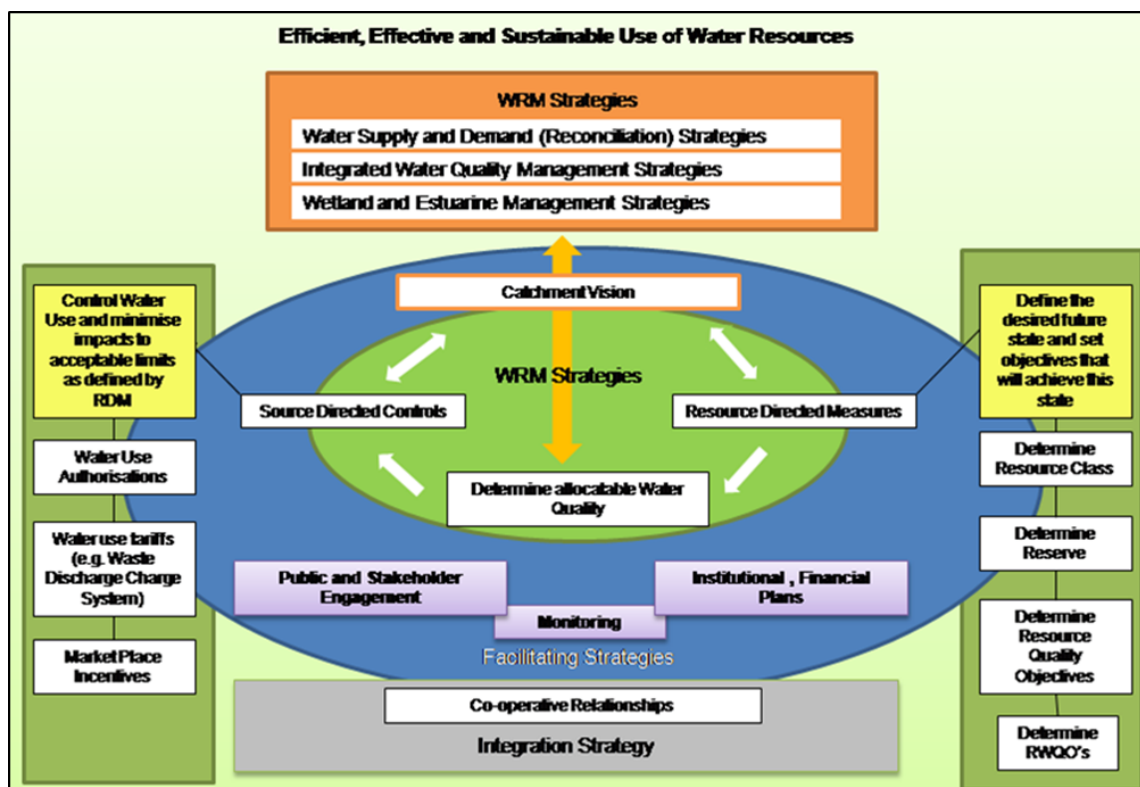 Efficient, Effective and Sustainable Use of Water Resources
WRM Strategies
Water Supply and Demand (Reconciliation) Strategies
Integrated Water Quality Management Strategies
Wetland and Estuarine Management Strategies
Catchment Vision
WRM Strategies
Source Directed Controls
Resource Directed Measures
Determine allocatable Water
Quality
Control Water
Use and minimise
impacts to
acceptable limits
as defined by
RDM
Water Use
Authorisations
Water use tariffs
(e.g. Waste
Discharge Charge
System)
Market Place
Incentives
Define the
desired future
state and set
objectives that
will achieve this
state
Determine
Resource Class
Determine
Reserve
Determine
Resource
Quality
Objectives
Determine
RWQO's
Public and Stakeholder
Engagement
Institutional , Financial
Plans
Monitoring
Facilitating Strategies
Co-operative Relationships
Integration Strategy